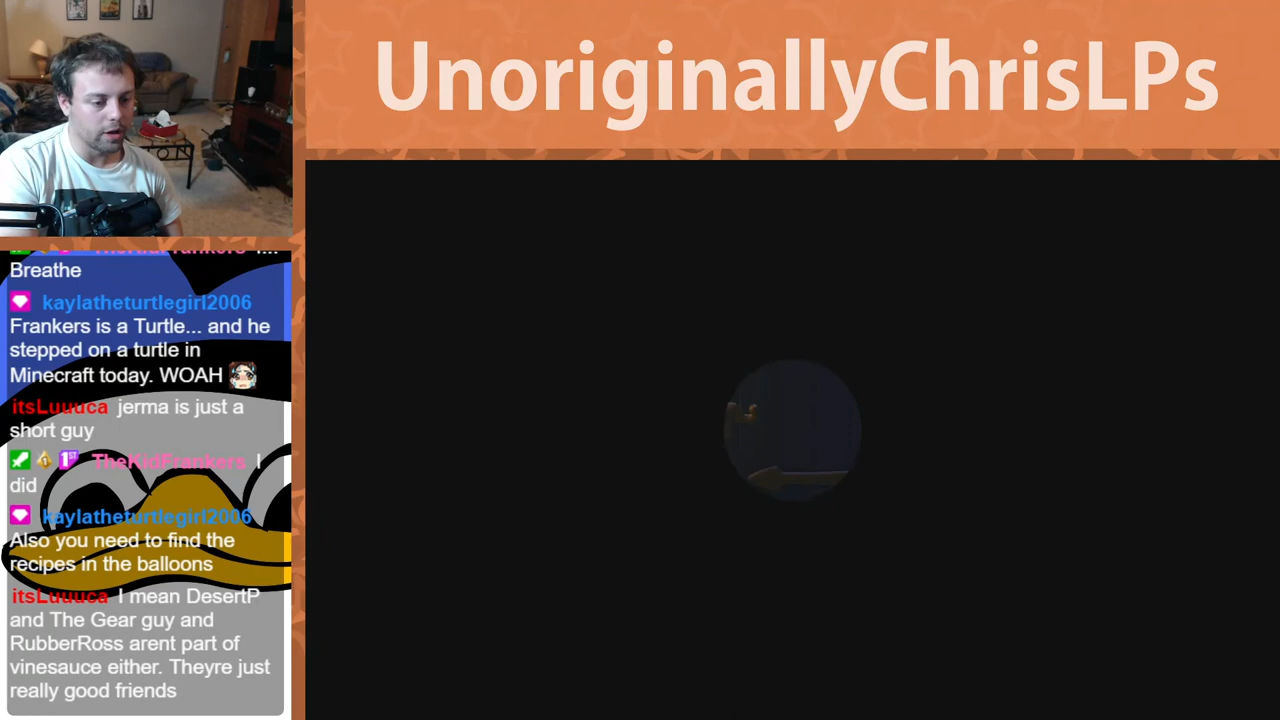 UnoriginallyChrisLPs
TheKidFrankers I...
Breathe
kaylatheturtlegirl2006
Frankers is a Turtle... and he
stepped on a turtle in
Minecraft today. WOAH
itsLuuuca jerma is just a
short guy
1ST TheKidFrankers I
did
kaylatheturtlegirl2006
Also you need to find the
recipes in the balloons
itsLuuuca I mean DesertP
and The Gear guy and
RubberRoss arent part of
vinesauce either. Theyre just
really good friends